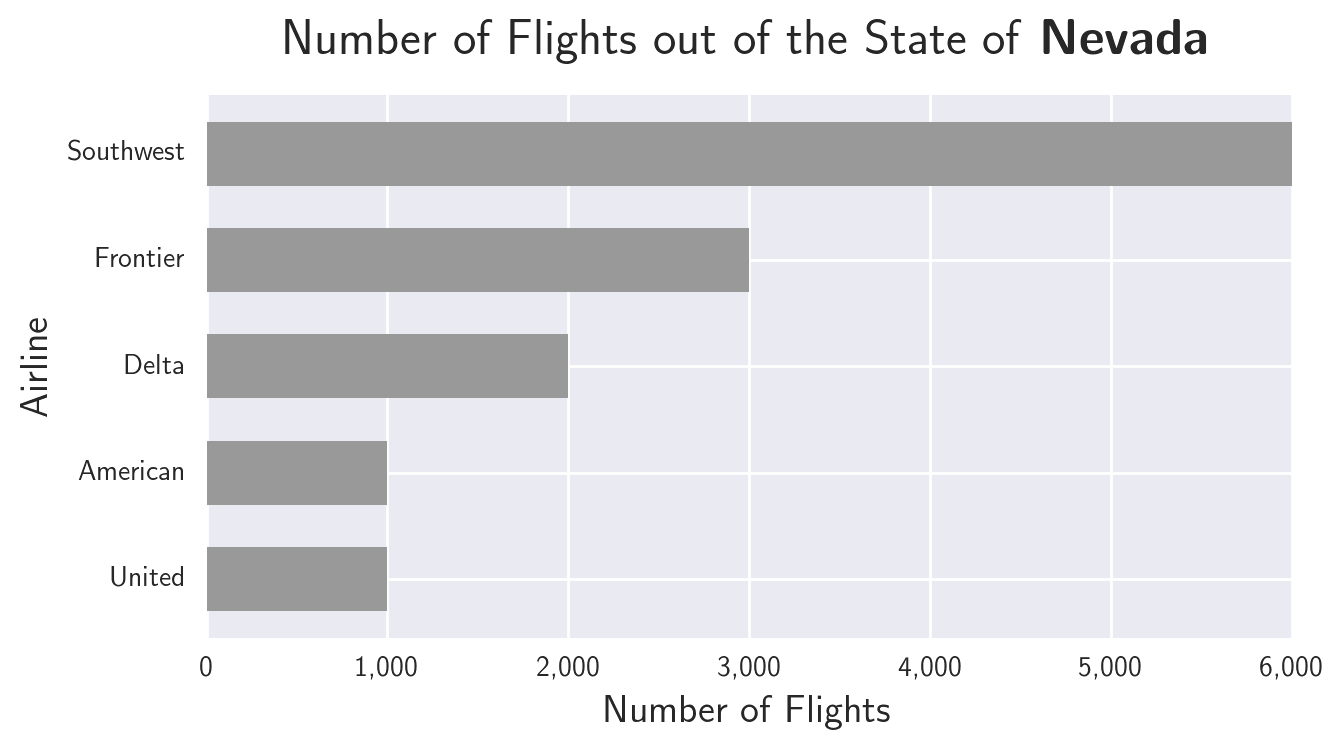 Number of Flights out of the State of Nevada
Southwest
Frontier
Delta
American
United
Airline
0 1,000 2,000 3,000 4,000 5,000 6,000
Number of Flights